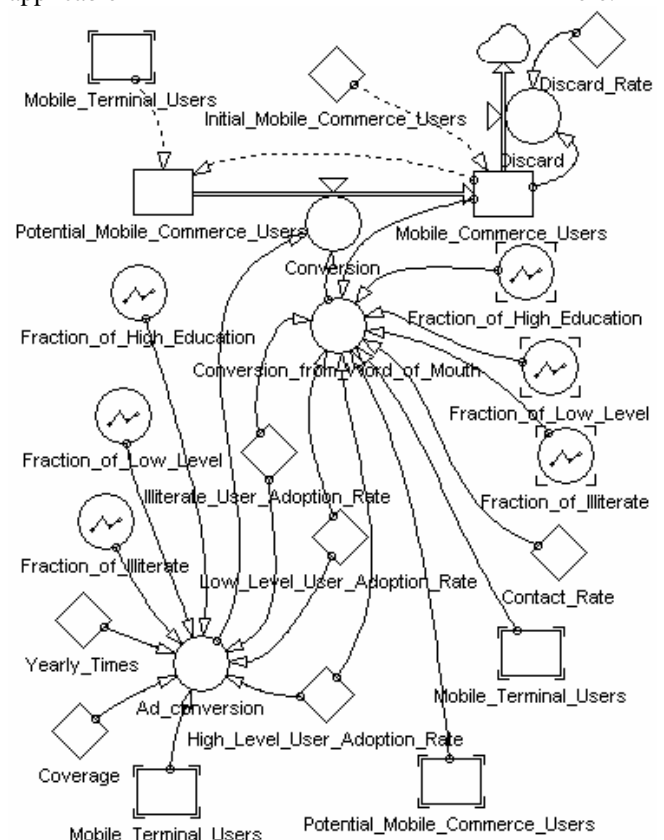 Mobile_Terminal_Users
Initial_Mobile_Commerce_Users
Discard_Rate
Discard
Potential_Mobile_Commerce_Users
Mobile_Commerce_Users
Conversion
Fraction_of_High_Education
Fraction_of_High_Education
Conversion_from_Word_of_Mouth
Fraction_of_Low_Level
Fraction_of_Low_Level
Illiterate_User_Adoption_Rate
Fraction_of_Illiterate
Fraction_of_Illiterate
Low_Level_User_Adoption_Rate
Contact_Rate
Yearly_Times
Mobile_Terminal_Users
Ad_conversion
High_Level_User_Adoption_Rate
Coverage
Potential_Mobile_Commerce_Users
Mobile_Terminal_Users